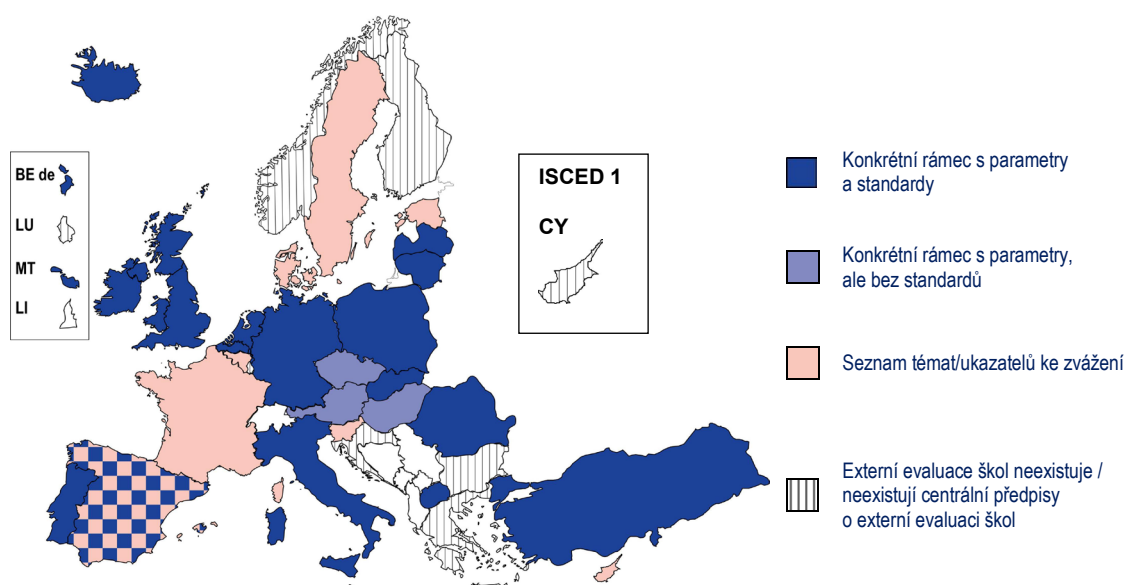 BE de
LU
MT
LI
ISCED 1
CY
Konkrétní rámec s parametry
a standardy
Konkrétní rámec s parametry,
ale bez standardů
Seznam témat/ukazatelů ke zvážení
Externí evaluace škol neexistuje /
neexistují centrální předpisy
o externí evaluaci škol